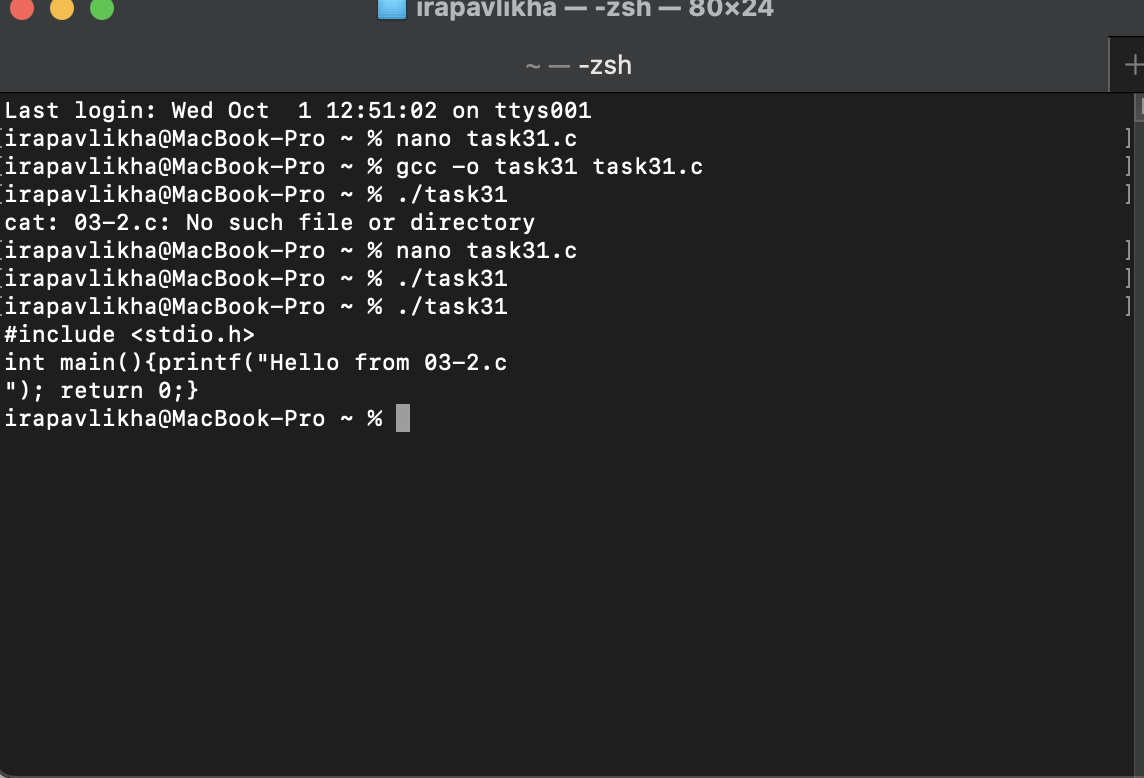 irapavlikha — -zsh — 80×24
~ — -zsh
Last login: Wed Oct  1 12:51:02 on ttys001
[irapavlikha@MacBook-Pro ~ % nano task31.c ]
[irapavlikha@MacBook-Pro ~ % gcc -o task31 task31.c ]
[irapavlikha@MacBook-Pro ~ % ./task31 ]
cat: 03-2.c: No such file or directory
[irapavlikha@MacBook-Pro ~ % nano task31.c ]
[irapavlikha@MacBook-Pro ~ % ./task31 ]
[irapavlikha@MacBook-Pro ~ % ./task31 ]
#include <stdio.h>
int main(){printf("Hello from 03-2.c
"); return 0;}
irapavlikha@MacBook-Pro ~ %